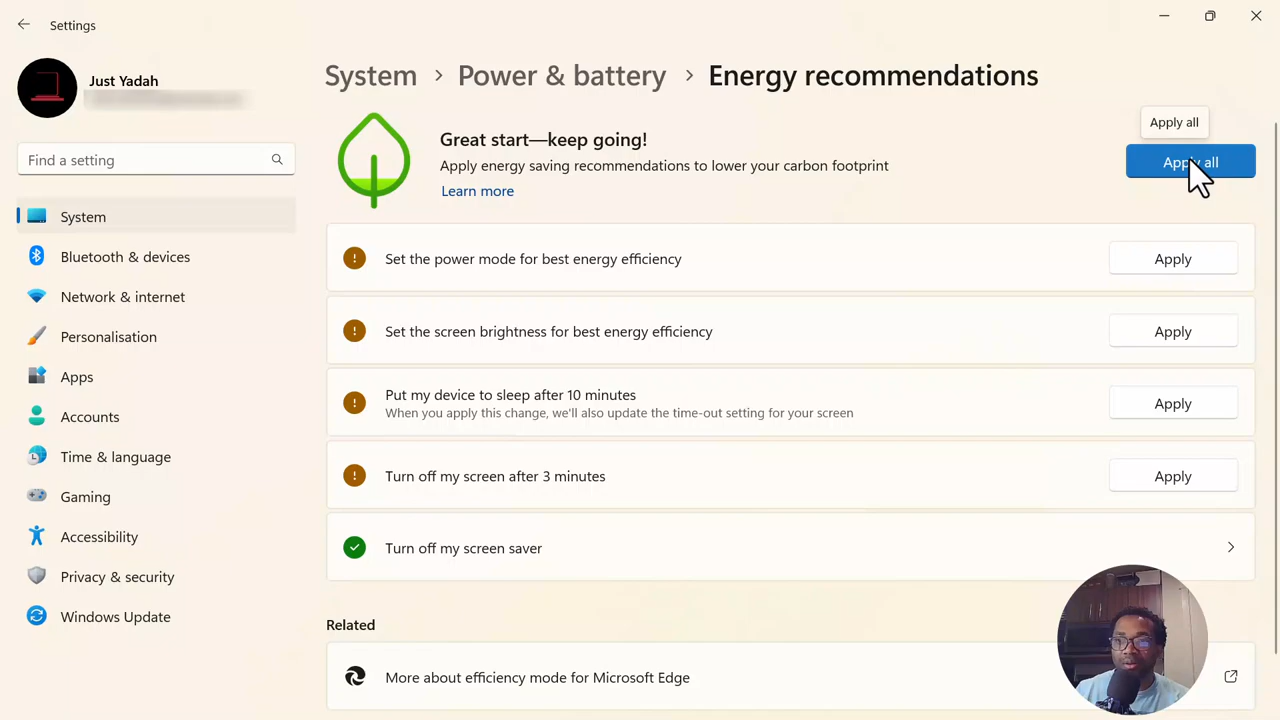 Settings
Just Yadah
Find a setting
System
Bluetooth & devices
Network & internet
Personalisation
Apps
Accounts
Time & language
Gaming
Accessibility
Privacy & security
Windows Update
System > Power & battery > Energy recommendations
Great start—keep going!
Apply energy saving recommendations to lower your carbon footprint
Learn more
Apply all
Apply all
Set the power mode for best energy efficiency
Apply
Set the screen brightness for best energy efficiency
Apply
Put my device to sleep after 10 minutes
When you apply this change, we'll also update the time-out setting for your screen
Apply
Turn off my screen after 3 minutes
Apply
Turn off my screen saver
Related
More about efficiency mode for Microsoft Edge